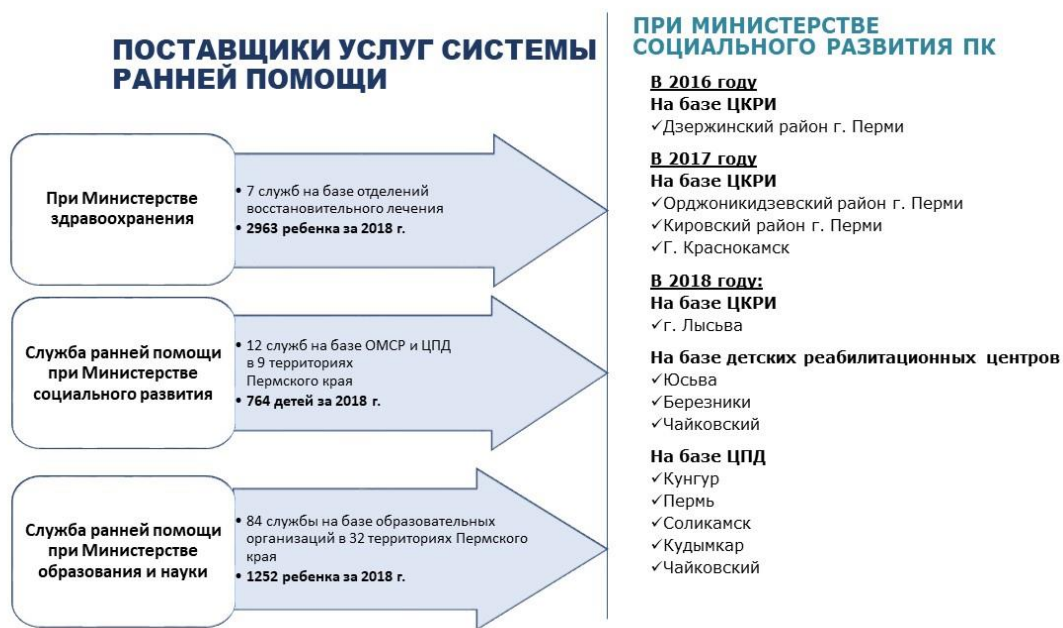 ПОСТАВЩИКИ УСЛУГ СИСТЕМЫ
РАННЕЙ ПОМОЩИ
При Министерстве
здравоохранения
• 7 служб на базе отделений
восстановительного лечения
• 2963 ребенка за 2018 г.
Служба ранней помощи
при Министерстве
социального развития
• 12 служб на базе ОМСР и ЦПД
в 9 территориях
Пермского края
• 764 детей за 2018 г.
Служба ранней помощи
при Министерстве
образования и науки
• 84 службы на базе образовательных
организаций в 32 территориях Пермского
края
• 1252 ребенка за 2018 г.
ПРИ МИНИСТЕРСТВЕ
СОЦИАЛЬНОГО РАЗВИТИЯ ПК
В 2016 году
На базе ЦКРИ
✓Дзержинский район г. Перми
В 2017 году
На базе ЦКРИ
✓Орджоникидзевский район г. Перми
✓Кировский район г. Перми
✓Г. Краснокамск
В 2018 году:
На базе ЦКРИ
✓г. Лысьва
На базе детских реабилитационных центров
✓Юсьва
✓Березники
✓Чайковский
На базе ЦПД
✓Кунгур
✓Пермь
✓Соликамск
✓Кудымкар
✓Чайковский